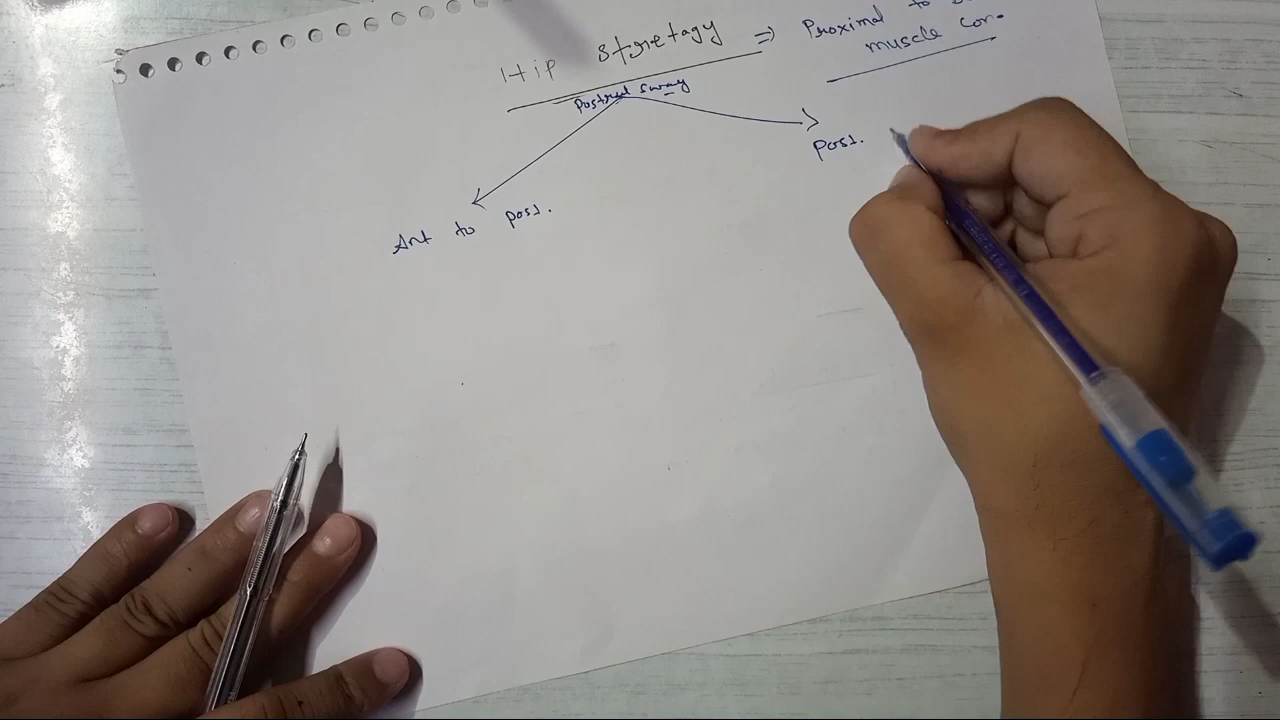 Hip stretagy => Proximal to
muscle con.
Postural sway
Ant to post.
post.